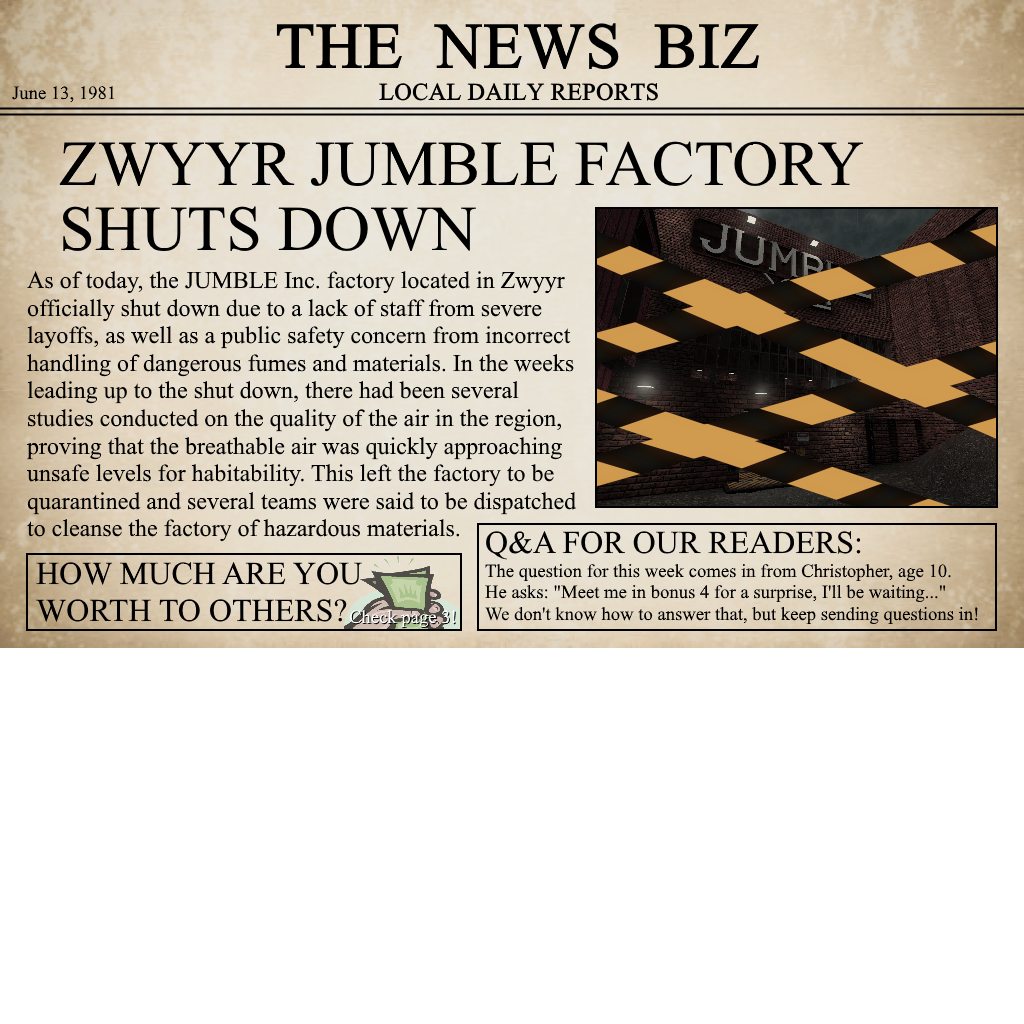 THE NEWS BIZ
June 13, 1981
LOCAL DAILY REPORTS
ZWYYR JUMBLE FACTORY
SHUTS DOWN
As of today, the JUMBLE Inc. factory located in Zwyyr
officially shut down due to a lack of staff from severe
layoffs, as well as a public safety concern from incorrect
handling of dangerous fumes and materials. In the weeks
leading up to the shut down, there had been several
studies conducted on the quality of the air in the region,
proving that the breathable air was quickly approaching
unsafe levels for habitability. This left the factory to be
quarantined and several teams were said to be dispatched
to cleanse the factory of hazardous materials.
JUMBL
HOW MUCH ARE YOU
WORTH TO OTHERS?
Check page 3!
Q&A FOR OUR READERS:
The question for this week comes in from Christopher, age 10.
He asks: "Meet me in bonus 4 for a surprise, I'll be waiting..."
We don't know how to answer that, but keep sending questions in!